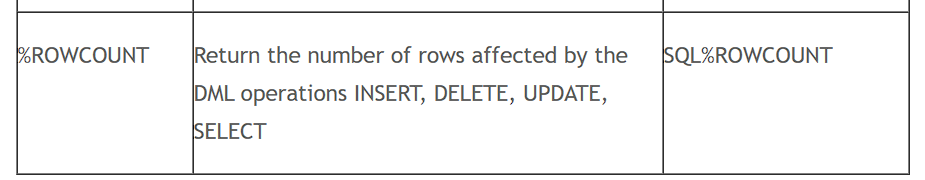 %ROWCOUNT
Return the number of rows affected by the
DML operations INSERT, DELETE, UPDATE,
SELECT
SQL%ROWCOUNT